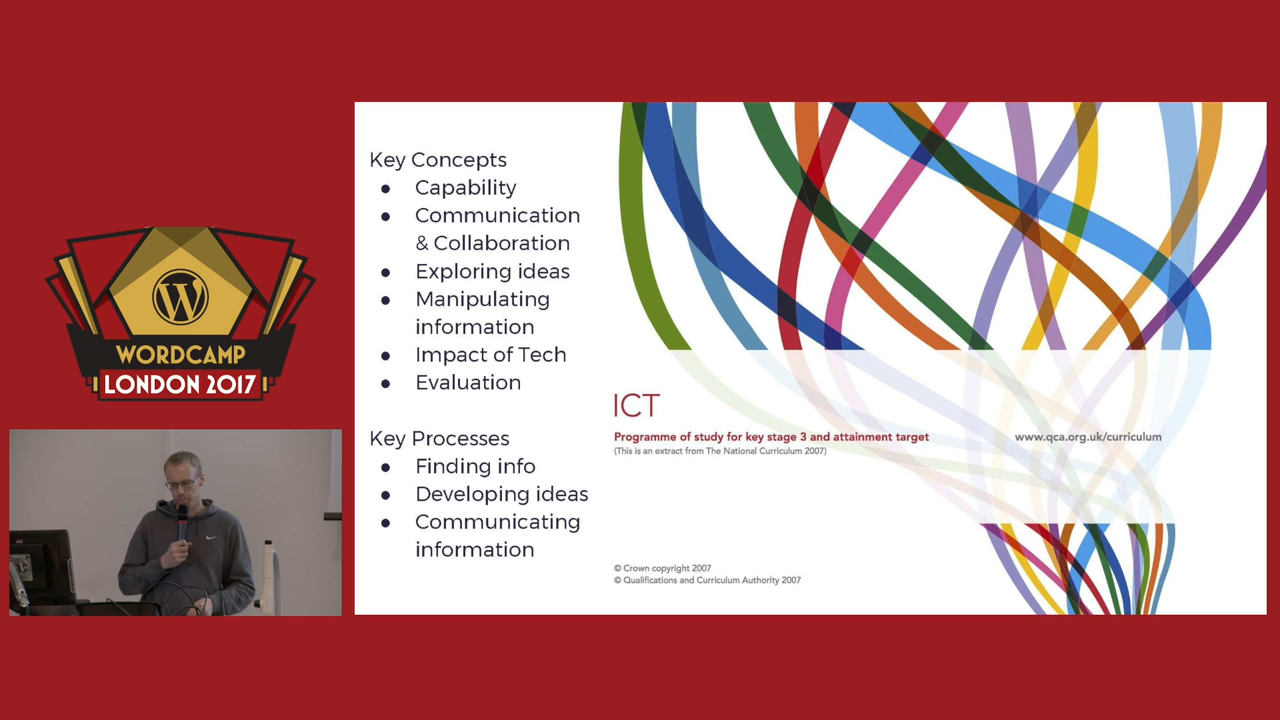 WORDCAMP
LONDON 2017
Key Concepts
● Capability
● Communication
& Collaboration
● Exploring ideas
● Manipulating
information
● Impact of Tech
● Evaluation
Key Processes
● Finding info
● Developing ideas
● Communicating
information
ICT
Programme of study for key stage 3 and attainment target
(This is an extract from The National Curriculum 2007)
www.qca.org.uk/curriculum
© Crown copyright 2007
© Qualifications and Curriculum Authority 2007